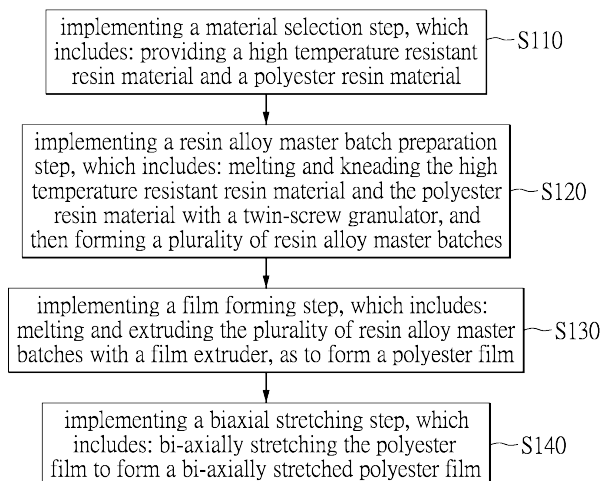 implementing a material selection step, which
includes: providing a high temperature resistant
resin material and a polyester resin material
S110
implementing a resin alloy master batch preparation
step, which includes: melting and kneading the high
temperature resistant resin material and the polyester
resin material with a twin-screw granulator, and
then forming a plurality of resin alloy master batches
S120
implementing a film forming step, which includes:
melting and extruding the plurality of resin alloy master
batches with a film extruder, as to form a polyester film
S130
implementing a biaxial stretching step, which
includes: bi-axially stretching the polyester
film to form a bi-axially stretched polyester film
S140